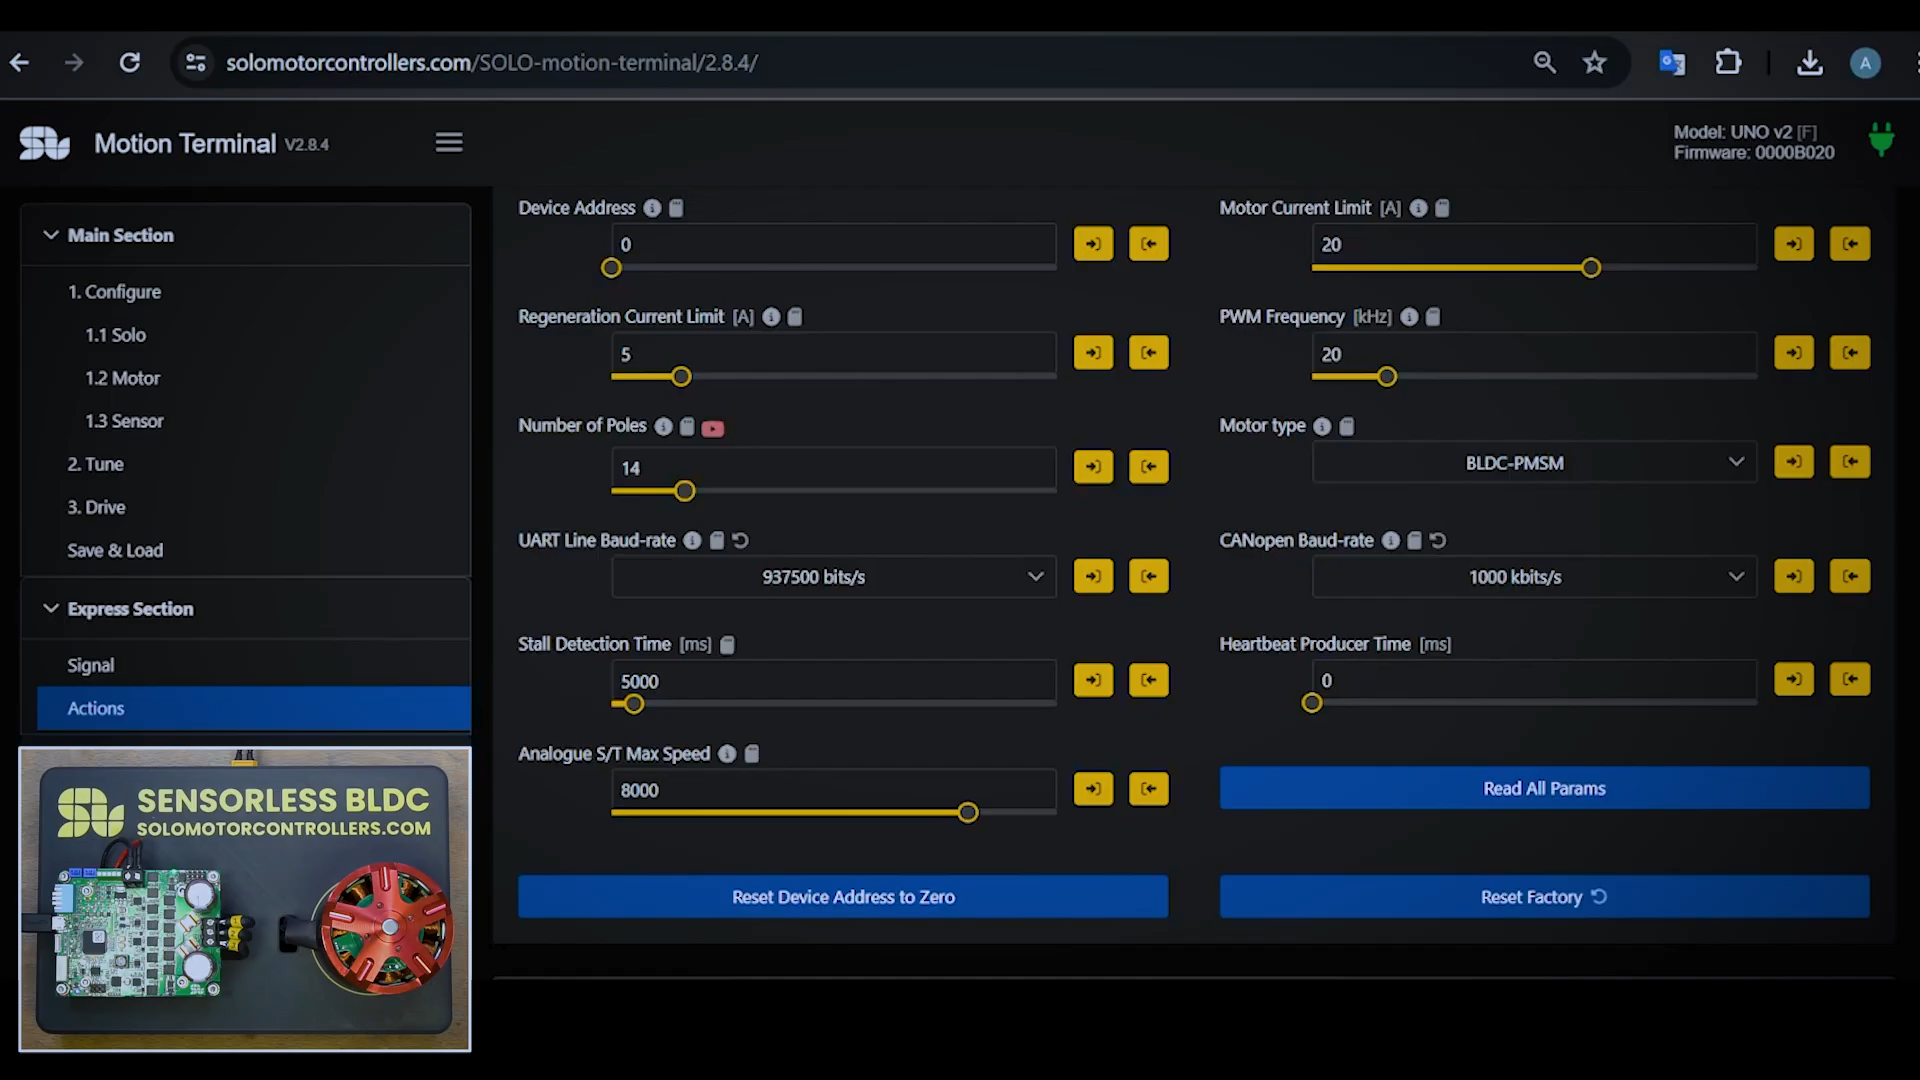 solomotorcontrollers.com/SOLO-motion-terminal/2.8.4/
A
Motion Terminal V2.8.4
Model: UNO v2 [F]
Firmware: 0000B020
Main Section
1. Configure
1.1 Solo
1.2 Motor
1.3 Sensor
2. Tune
3. Drive
Save & Load
Express Section
Signal
Actions
Device Address
0
Motor Current Limit [A]
20
Regeneration Current Limit [A]
5
PWM Frequency [kHz]
20
Number of Poles
14
Motor type
BLDC-PMSM
UART Line Baud-rate
937500 bits/s
CANopen Baud-rate
1000 kbits/s
Stall Detection Time [ms]
5000
Heartbeat Producer Time [ms]
0
Analogue S/T Max Speed
8000
Read All Params
Reset Device Address to Zero
Reset Factory
SENSORLESS BLDC
SOLOMOTORCONTROLLERS.COM